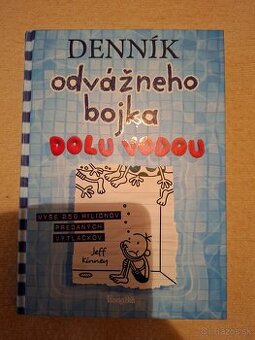 DENNÍK
odvážneho
bojka
DOLU VODOU
VYŠE 250 MILIÓNOV
PREDANÝCH
VÝTLAČKOV
Jeff
Kinney